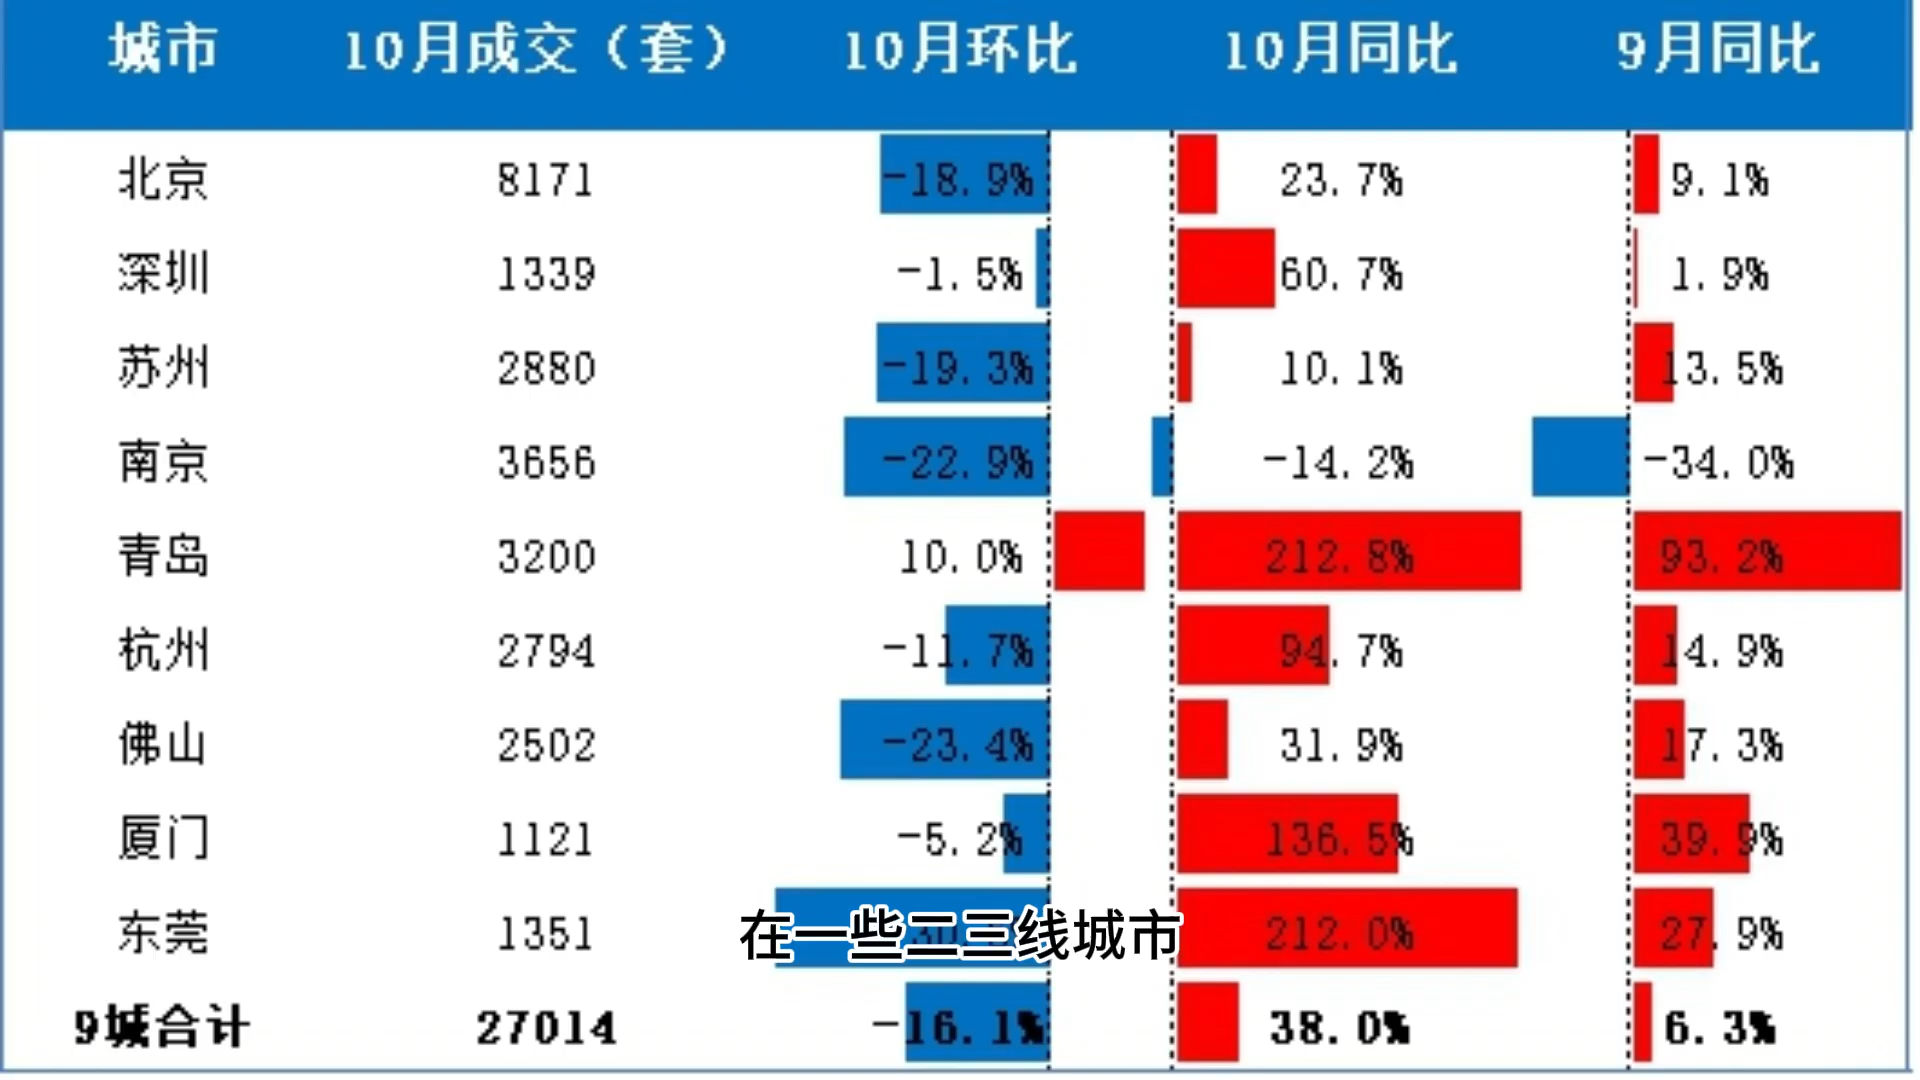 城市 10月成交（套） 10月环比 10月同比 9月同比
北京 8171 -18.9% 23.7% 9.1%
深圳 1339 -1.5% 60.7% 1.9%
苏州 2880 -19.3% 10.1% 13.5%
南京 3656 -22.9% -14.2% -34.0%
青岛 3200 10.0% 212.8% 93.2%
杭州 2794 -11.7% 94.7% 14.9%
佛山 2502 -23.4% 31.9% 17.3%
厦门 1121 -5.2% 136.5% 39.9%
东莞 1351 212.0% 27.9%
在一些二三线城市
9城合计 27014 -16.1% 38.0% 6.3%